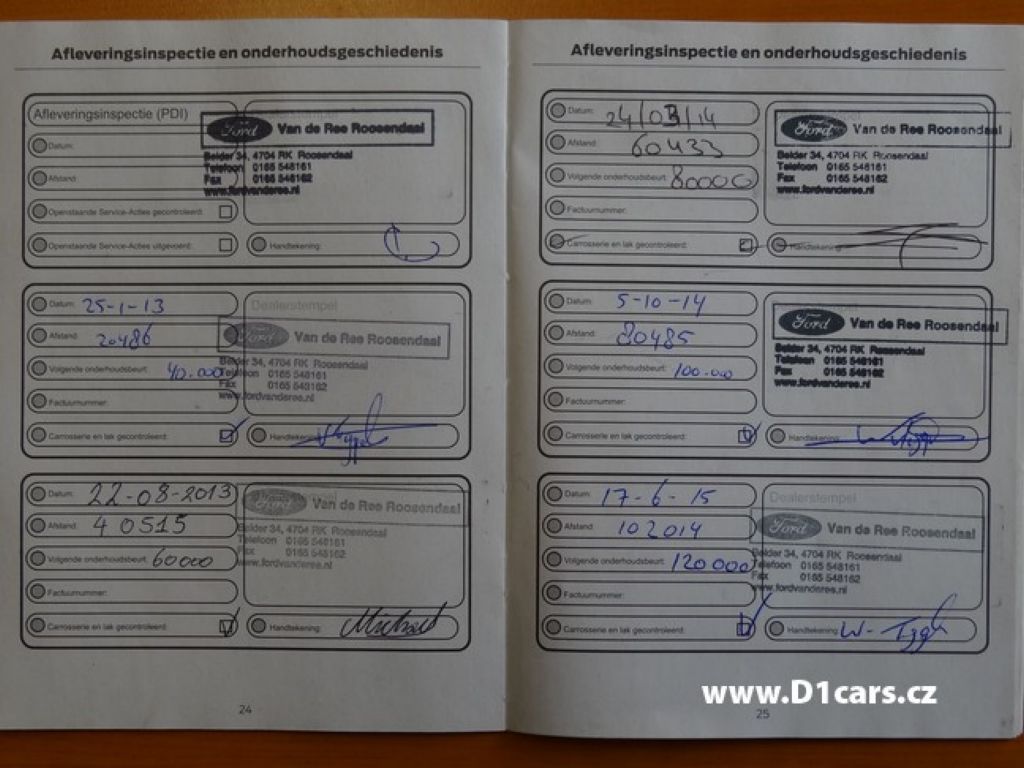 Afleveringsinspectie en onderhoudsgeschiedenis
Afleveringsinspectie (PDI)
Ford Van de Ree Roosendaal
Belder 34, 4704 RK Roosendaal
Telefoon 0165 548161
Fax 0165 548162
www.fordvanderee.nl
Datum:
Afstand:
Openstaande Service-Acties gecontroleerd:
Openstaande Service-Acties uitgevoerd:
Handtekening:
Datum: 25-1-13
Dealerstempel
Afstand: 20486
Ford Van de Ree Roosendaal
Belder 34, 4704 RK Roosendaal
Volgende onderhoudsbeurt: 40.000
Telefoon 0165 548161
Fax 0165 548162
www.fordvanderee.nl
Factuurnummer:
Carrosserie en lak gecontroleerd:
Handtekening:
Datum: 22-08-2013
Ford Van de Ree Roosendaal
Afstand: 40515
Belder 34, 4704 RK Roosendaal
Telefoon 0165 548161
Fax 0165 548162
Volgende onderhoudsbeurt: 60000
www.fordvanderee.nl
Factuurnummer:
Carrosserie en lak gecontroleerd:
Handtekening:
24
Afleveringsinspectie en onderhoudsgeschiedenis
Datum: 24/03/14
Ford Van de Ree Roosendaal
Afstand: 60433
Belder 34, 4704 RK Roosendaal
Telefoon 0165 548161
Fax 0165 548162
Volgende onderhoudsbeurt: 80000
www.fordvanderee.nl
Factuurnummer:
Carrosserie en lak gecontroleerd:
Handtekening:
Datum: 5-10-14
Ford Van de Ree Roosendaal
Afstand: 80485
Belder 34, 4704 RK Roosendaal
Telefoon 0165 548161
Fax 0165 548162
Volgende onderhoudsbeurt: 100.000
www.fordvanderee.nl
Factuurnummer:
Carrosserie en lak gecontroleerd:
Handtekening:
Datum: 17-6-15
Dealerstempel
Afstand: 102014
Ford Van de Ree Roosendaal
Belder 34, 4704 RK Roosendaal
Volgende onderhoudsbeurt: 120000
Telefoon 0165 548161
Fax 0165 548162
www.fordvanderee.nl
Factuurnummer:
Carrosserie en lak gecontroleerd:
Handtekening:
25
www.D1cars.cz